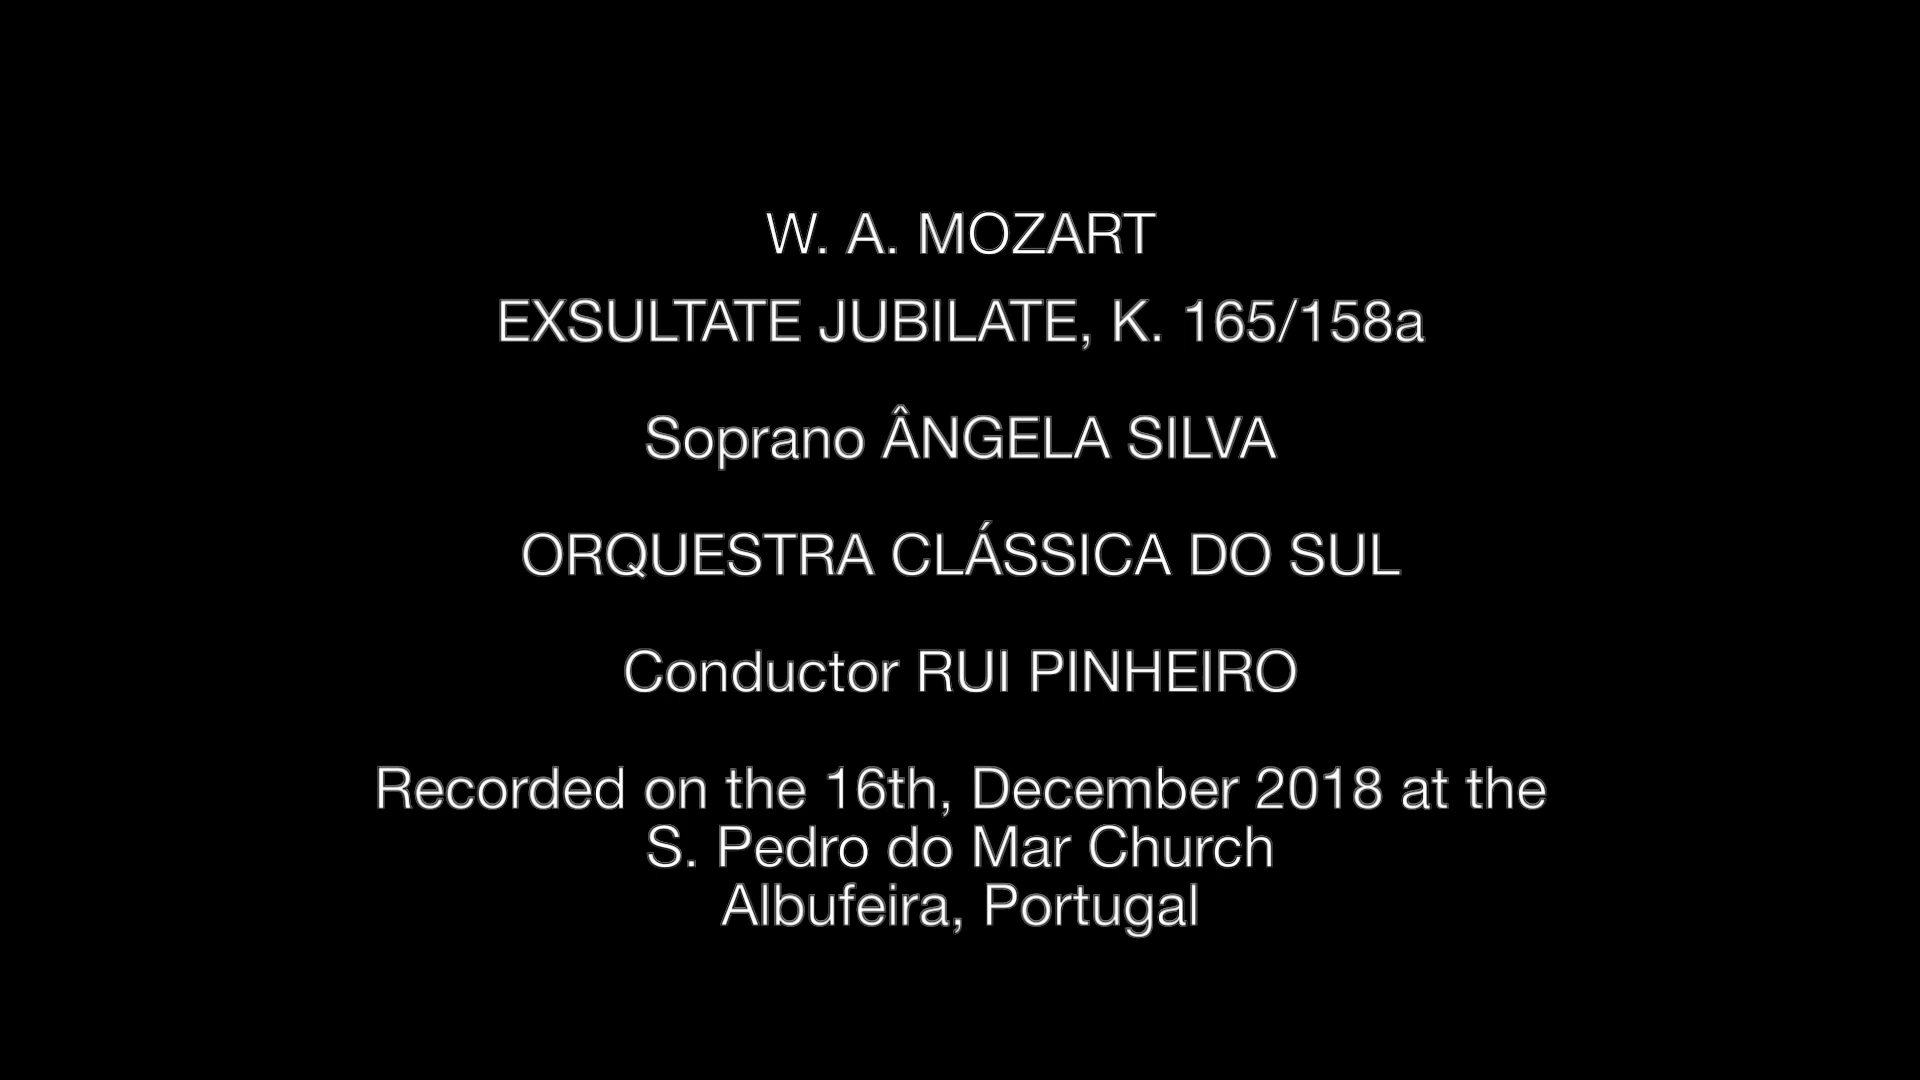 W. A. MOZART
EXSULTATE JUBILATE, K. 165/158a
Soprano ÂNGELA SILVA
ORQUESTRA CLÁSSICA DO SUL
Conductor RUI PINHEIRO
Recorded on the 16th, December 2018 at the
S. Pedro do Mar Church
Albufeira, Portugal